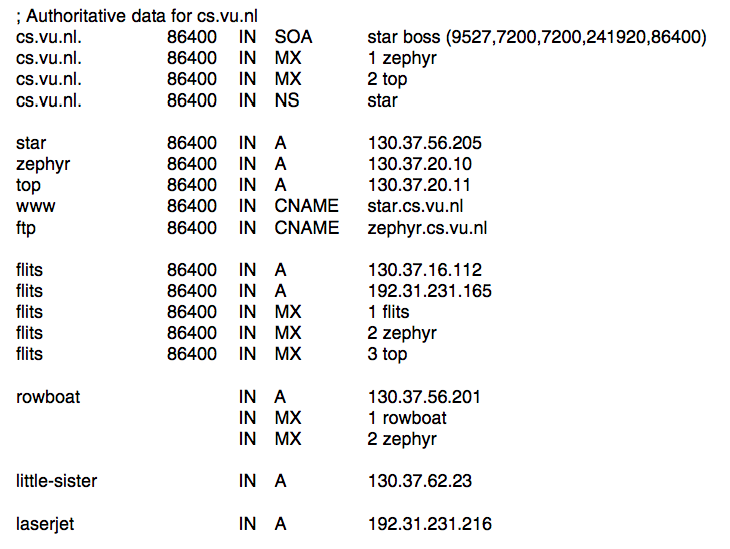 ; Authoritative data for cs.vu.nl
cs.vu.nl. 86400 IN SOA star boss (9527,7200,7200,241920,86400)
cs.vu.nl. 86400 IN MX 1 zephyr
cs.vu.nl. 86400 IN MX 2 top
cs.vu.nl. 86400 IN NS star
star 86400 IN A 130.37.56.205
zephyr 86400 IN A 130.37.20.10
top 86400 IN A 130.37.20.11
www 86400 IN CNAME star.cs.vu.nl
ftp 86400 IN CNAME zephyr.cs.vu.nl
flits 86400 IN A 130.37.16.112
flits 86400 IN A 192.31.231.165
flits 86400 IN MX 1 flits
flits 86400 IN MX 2 zephyr
flits 86400 IN MX 3 top
rowboat IN A 130.37.56.201
IN MX 1 rowboat
IN MX 2 zephyr
little-sister IN A 130.37.62.23
laserjet IN A 192.31.231.216